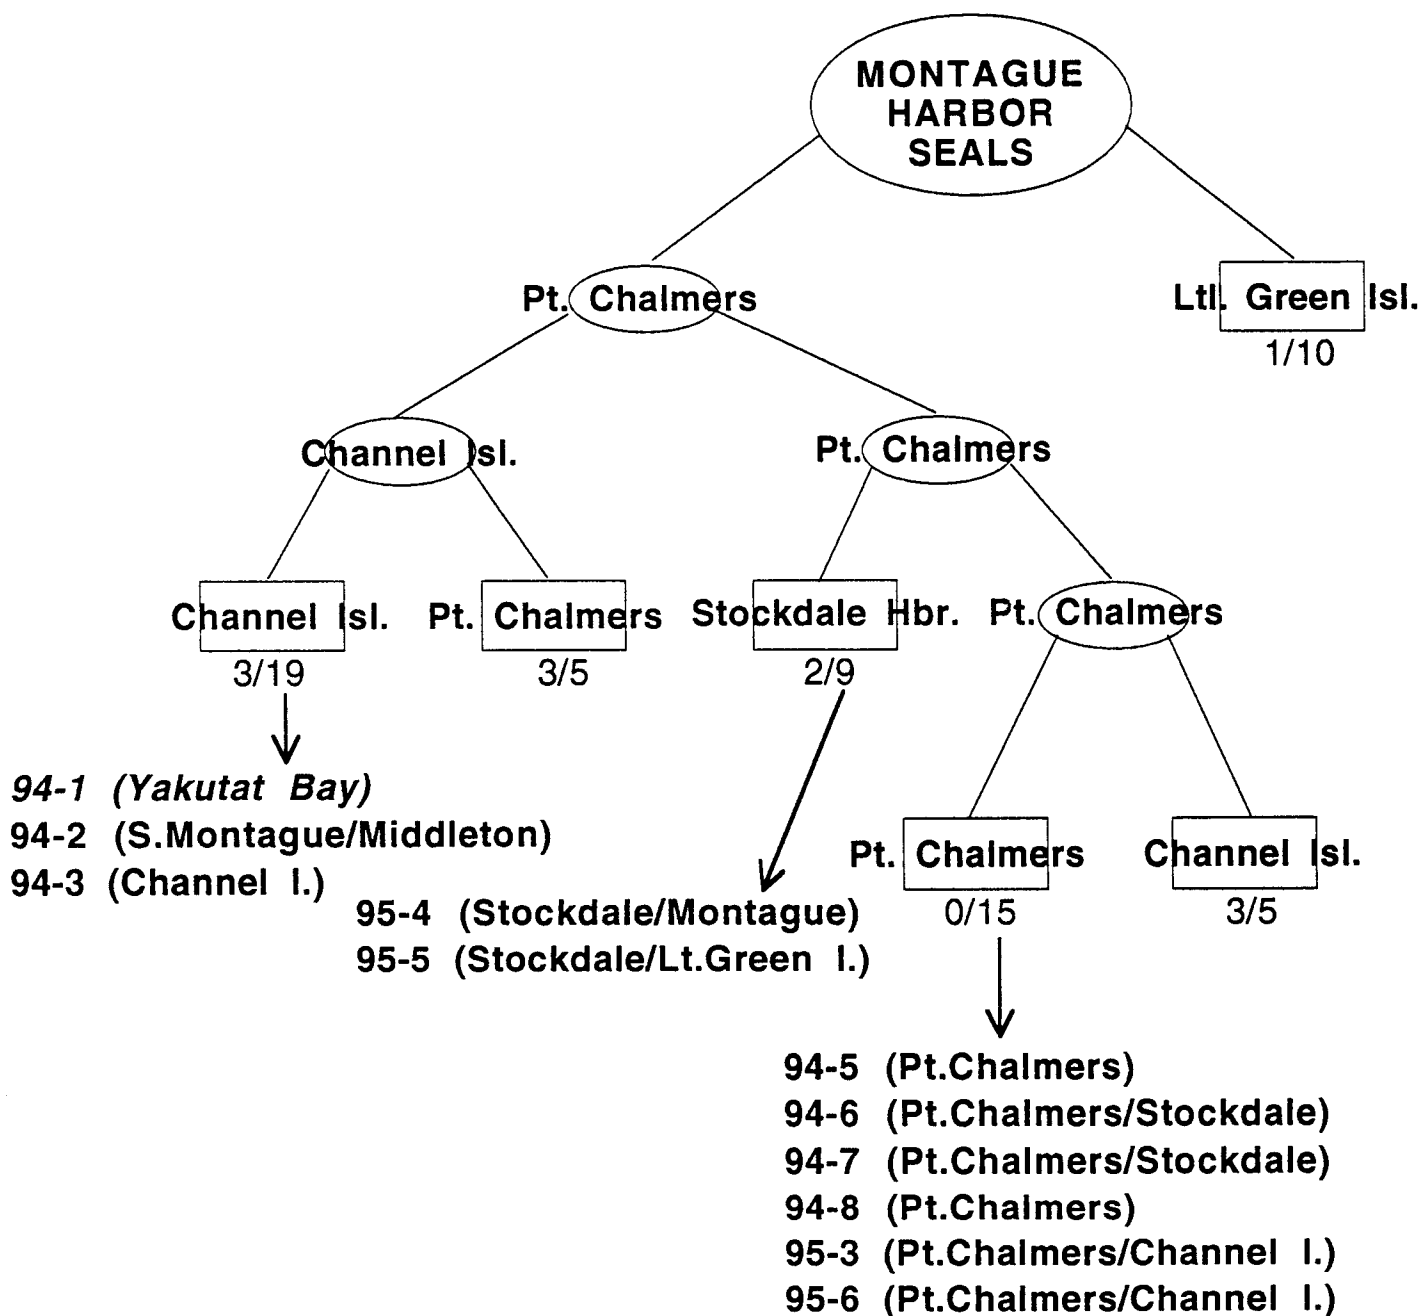 MONTAGUE
HARBOR
SEALS
Pt. Chalmers
Ltl. Green Isl.
1/10
Channel Isl.
Pt. Chalmers
Channel Isl.
3/19
Pt. Chalmers
3/5
Stockdale Hbr.
2/9
Pt. Chalmers
94-1 (Yakutat Bay)
94-2 (S.Montague/Middleton)
94-3 (Channel I.)
Pt. Chalmers
0/15
Channel Isl.
3/5
95-4 (Stockdale/Montague)
95-5 (Stockdale/Lt.Green I.)
94-5 (Pt.Chalmers)
94-6 (Pt.Chalmers/Stockdale)
94-7 (Pt.Chalmers/Stockdale)
94-8 (Pt.Chalmers)
95-3 (Pt.Chalmers/Channel I.)
95-6 (Pt.Chalmers/Channel I.)